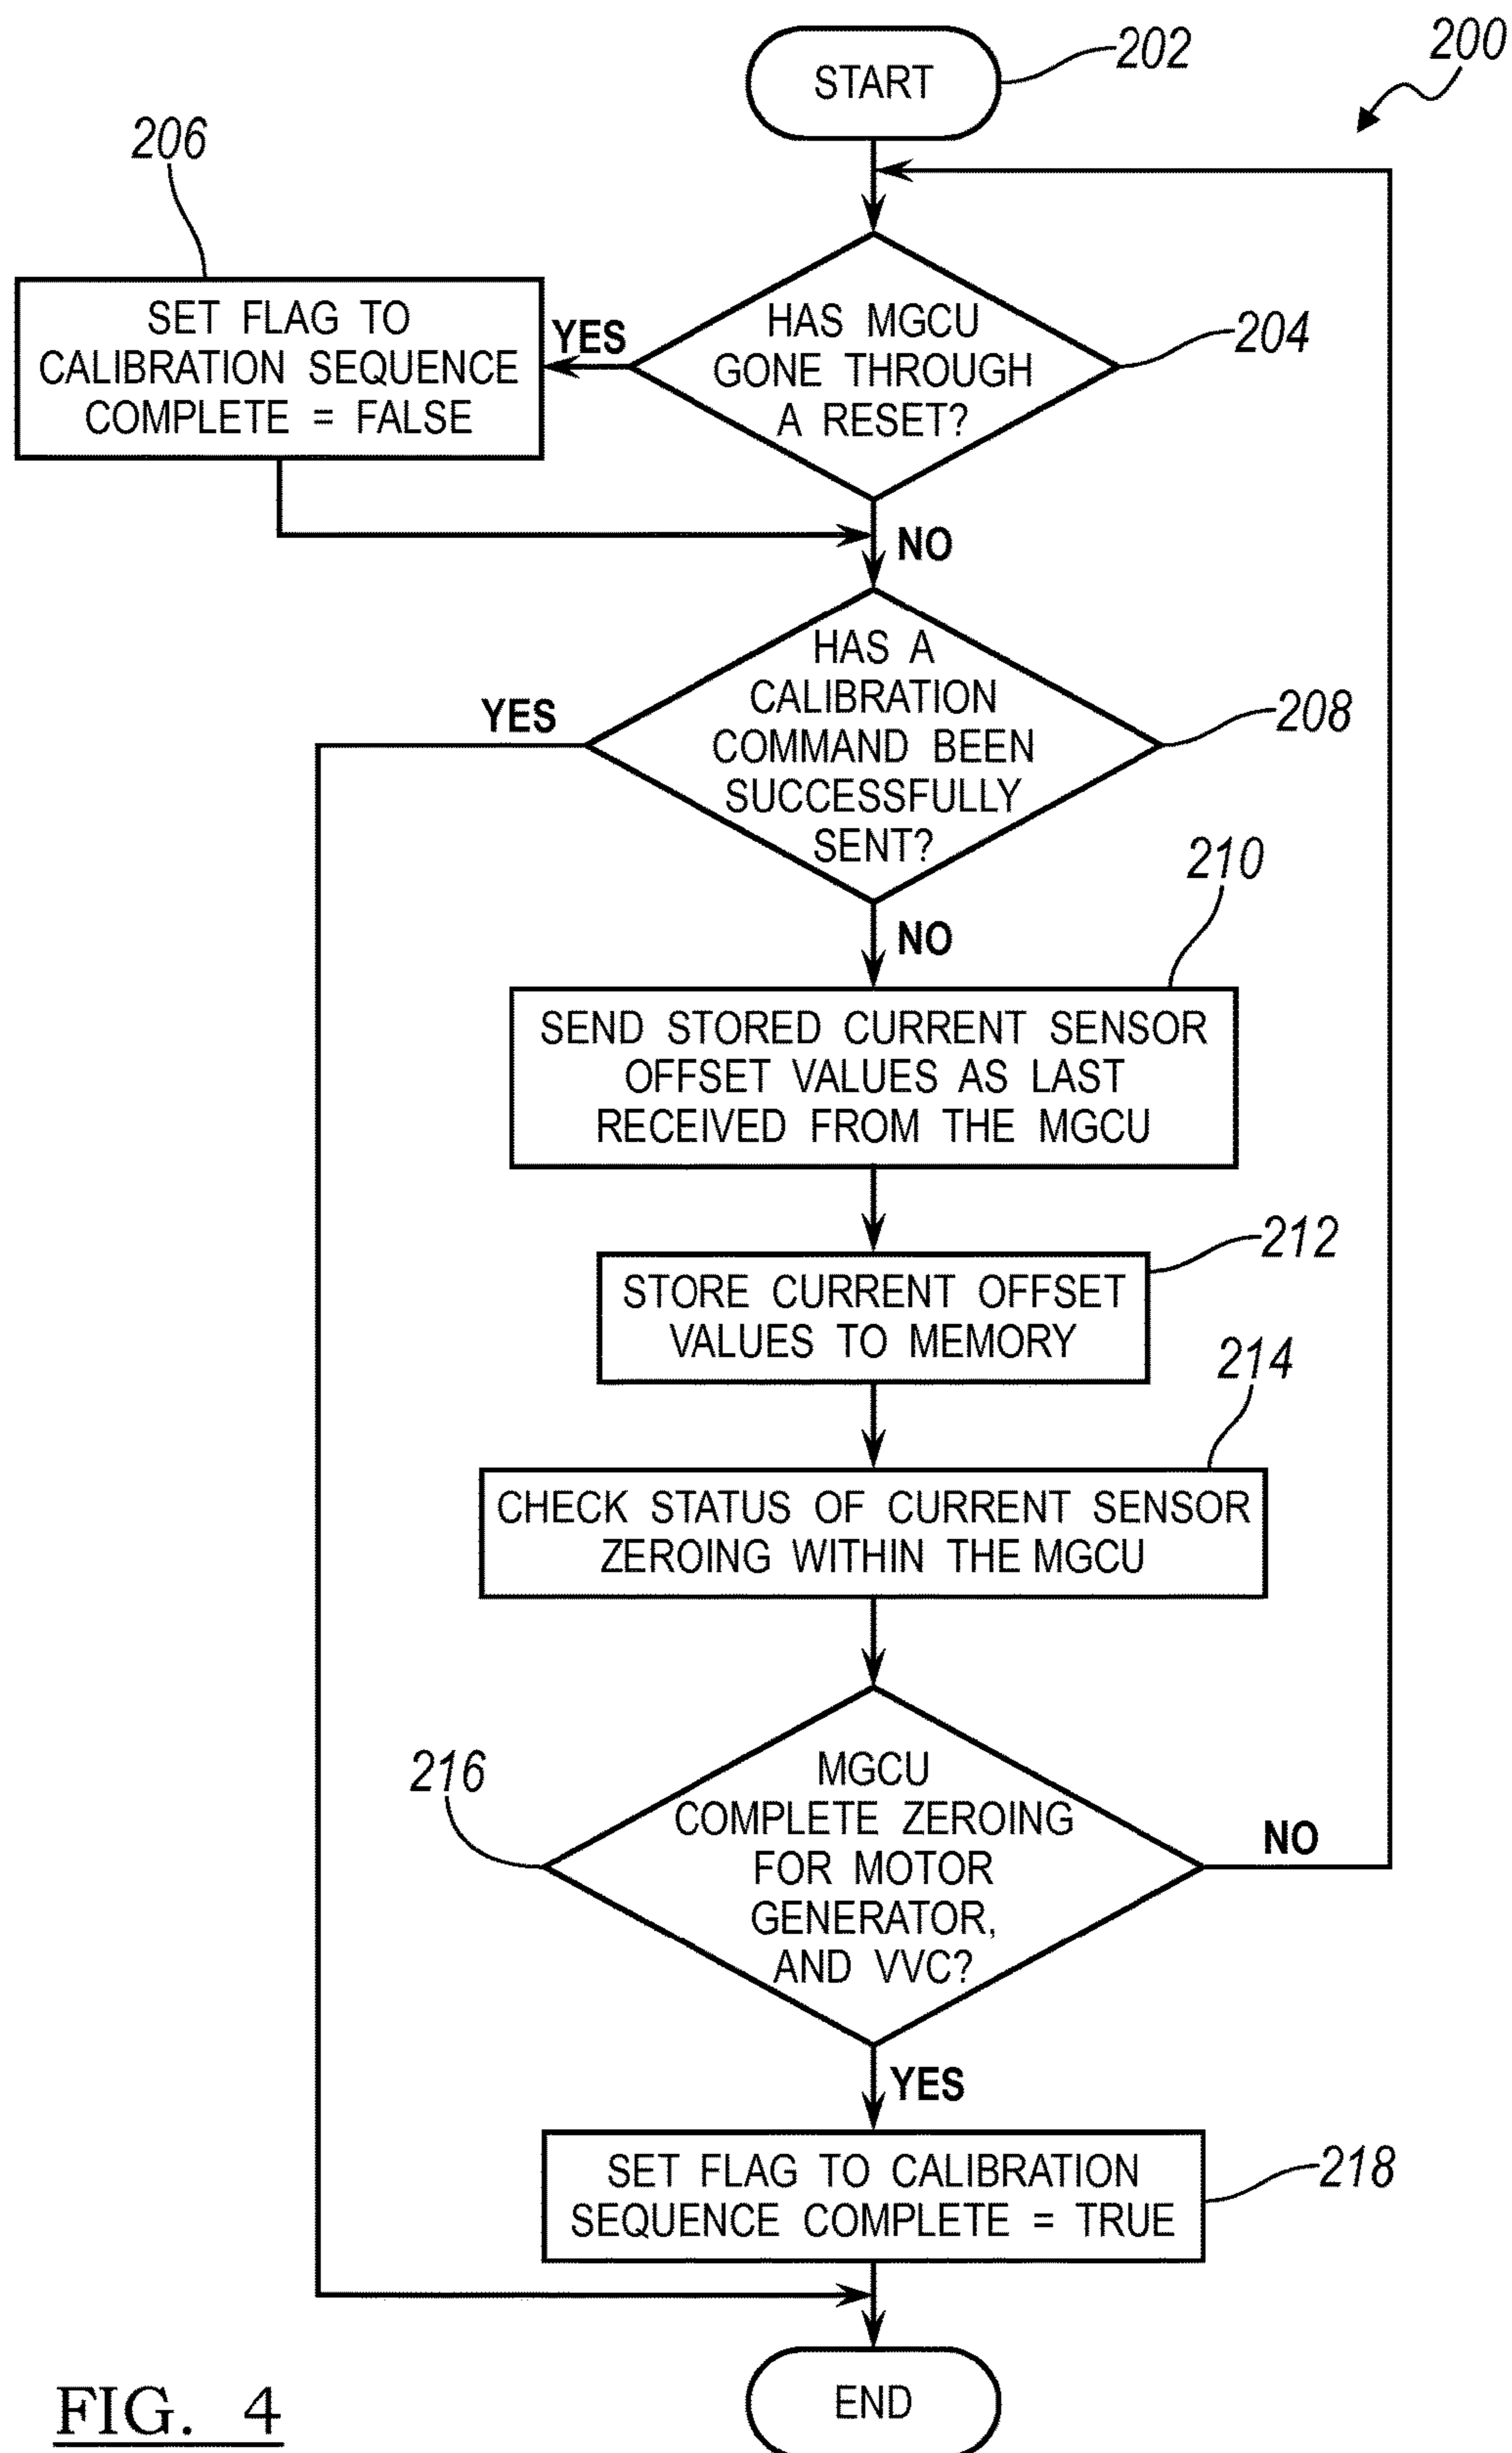 200
START
202
206
SET FLAG TO
CALIBRATION SEQUENCE
COMPLETE = FALSE
YES
HAS MGCU
GONE THROUGH
A RESET?
204
NO
HAS A
CALIBRATION
COMMAND BEEN
SUCCESSFULLY
SENT?
YES
208
NO
210
SEND STORED CURRENT SENSOR
OFFSET VALUES AS LAST
RECEIVED FROM THE MGCU
212
STORE CURRENT OFFSET
VALUES TO MEMORY
214
CHECK STATUS OF CURRENT SENSOR
ZEROING WITHIN THE MGCU
216
MGCU
COMPLETE ZEROING
FOR MOTOR
GENERATOR,
AND VVC?
NO
YES
SET FLAG TO CALIBRATION
SEQUENCE COMPLETE = TRUE
218
END
FIG. 4